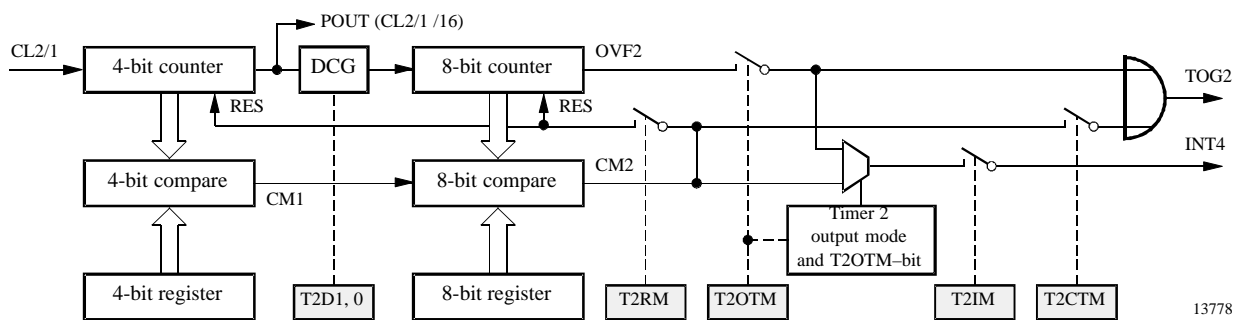 POUT (CL2/1 /16)
CL2/1
4-bit counter
DCG
8-bit counter
OVF2
TOG2
RES
RES
INT4
4-bit compare
CM1
8-bit compare
CM2
Timer 2
output mode
and T2OTM–bit
4-bit register
T2D1, 0
8-bit register
T2RM
T2OTM
T2IM
T2CTM
13778